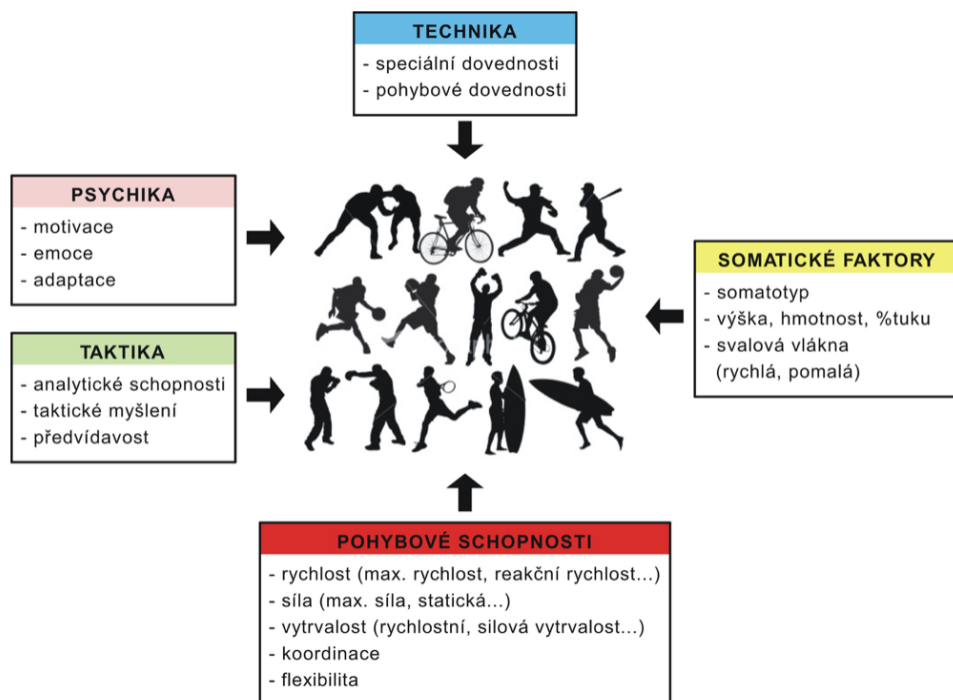 TECHNIKA
- speciální dovednosti
- pohybové dovednosti
PSYCHIKA
- motivace
- emoce
- adaptace
TAKTIKA
- analytické schopnosti
- taktické myšlení
- předvídavost
SOMATICKÉ FAKTORY
- somatotyp
- výška, hmotnost, %tuku
- svalová vlákna
(rychlá, pomalá)
POHYBOVÉ SCHOPNOSTI
- rychlost (max. rychlost, reakční rychlost...)
- síla (max. síla, statická...)
- vytrvalost (rychlostní, silová vytrvalost...)
- koordinace
- flexibilita